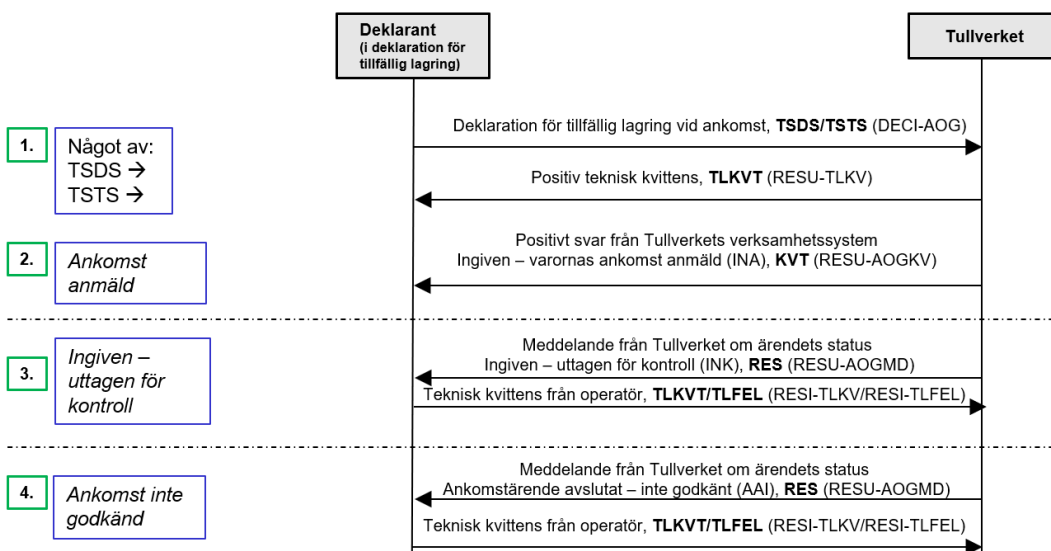 Deklarant
(i deklaration för
tillfällig lagring)
Tullverket
1.
Något av:
TSDS →
TSTS →
Deklaration för tillfällig lagring vid ankomst, TSDS/TSTS (DECI-AOG)
Positiv teknisk kvittens, TLKVT (RESU-TLKV)
2.
Ankomst
anmäld
Positivt svar från Tullverkets verksamhetssystem
Ingiven – varornas ankomst anmäld (INA), KVT (RESU-AOGKV)
3.
Ingiven –
uttagen för
kontroll
Meddelande från Tullverket om ärendets status
Ingiven – uttagen för kontroll (INK), RES (RESU-AOGMD)
Teknisk kvittens från operatör, TLKVT/TLFEL (RESI-TLKV/RESI-TLFEL)
4.
Ankomst inte
godkänd
Meddelande från Tullverket om ärendets status
Ankomstärende avslutat – inte godkänt (AAI), RES (RESU-AOGMD)
Teknisk kvittens från operatör, TLKVT/TLFEL (RESI-TLKV/RESI-TLFEL)